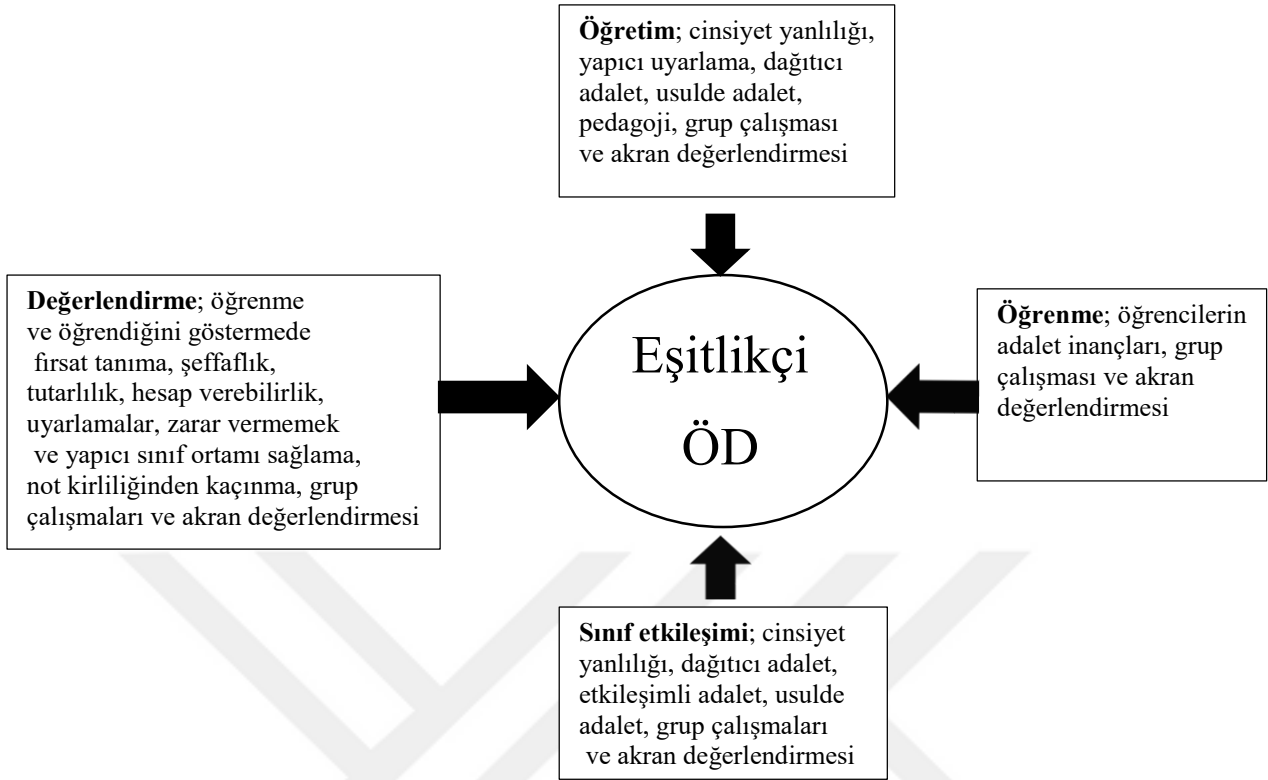 Öğretim; cinsiyet yanlılığı,
yapıcı uyarlama, dağıtıcı
adalet, usulde adalet,
pedagoji, grup çalışması
ve akran değerlendirmesi
Değerlendirme; öğrenme
ve öğrendiğini göstermede
fırsat tanıma, şeffaflık,
tutarlılık, hesap verebilirlik,
uyarlamalar, zarar vermemek
ve yapıcı sınıf ortamı sağlama,
not kirliliğinden kaçınma, grup
çalışmaları ve akran değerlendirmesi
Eşitlikçi
ÖD
Öğrenme; öğrencilerin
adalet inançları, grup
çalışması ve akran
değerlendirmesi
Sınıf etkileşimi; cinsiyet
yanlılığı, dağıtıcı adalet,
etkileşimli adalet, usulde
adalet, grup çalışmaları
ve akran değerlendirmesi